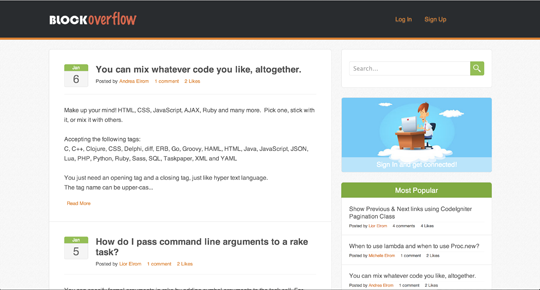 BLOCKoverflow
Log In
Sign Up
Jan
6
You can mix whatever code you like, altogether.
Posted by Andrea Elrom 1 comment 2 Likes
Make up your mind! HTML, CSS, JavaScript, AJAX, Ruby and many more. Pick one, stick with
it, or mix it with others.
Accepting the following tags:
C, C++, Clojure, CSS, Delphi, diff, ERB, Go, Groovy, HAML, HTML, Java, JavaScript, JSON,
Lua, PHP, Python, Ruby, Sass, SQL, Taskpaper, XML and YAML
You just need an opening tag and a closing tag, just like hyper text language.
The tag name can be upper-cas...
Read More
Jan
5
How do I pass command line arguments to a rake
task?
Posted by Lior Elrom 1 comment 2 Likes
Search....
Sign in and get connected!
Most Popular
Show Previous & Next links using CodeIgniter
Pagination Class
Posted by Lior Elrom 4 comments 4 Likes
When to use lambda and when to use Proc.new?
Posted by Michelle Elrom 1 comment 2 Likes
You can mix whatever code you like, altogether.
Posted by Andrea Elrom 1 comment 2 Likes